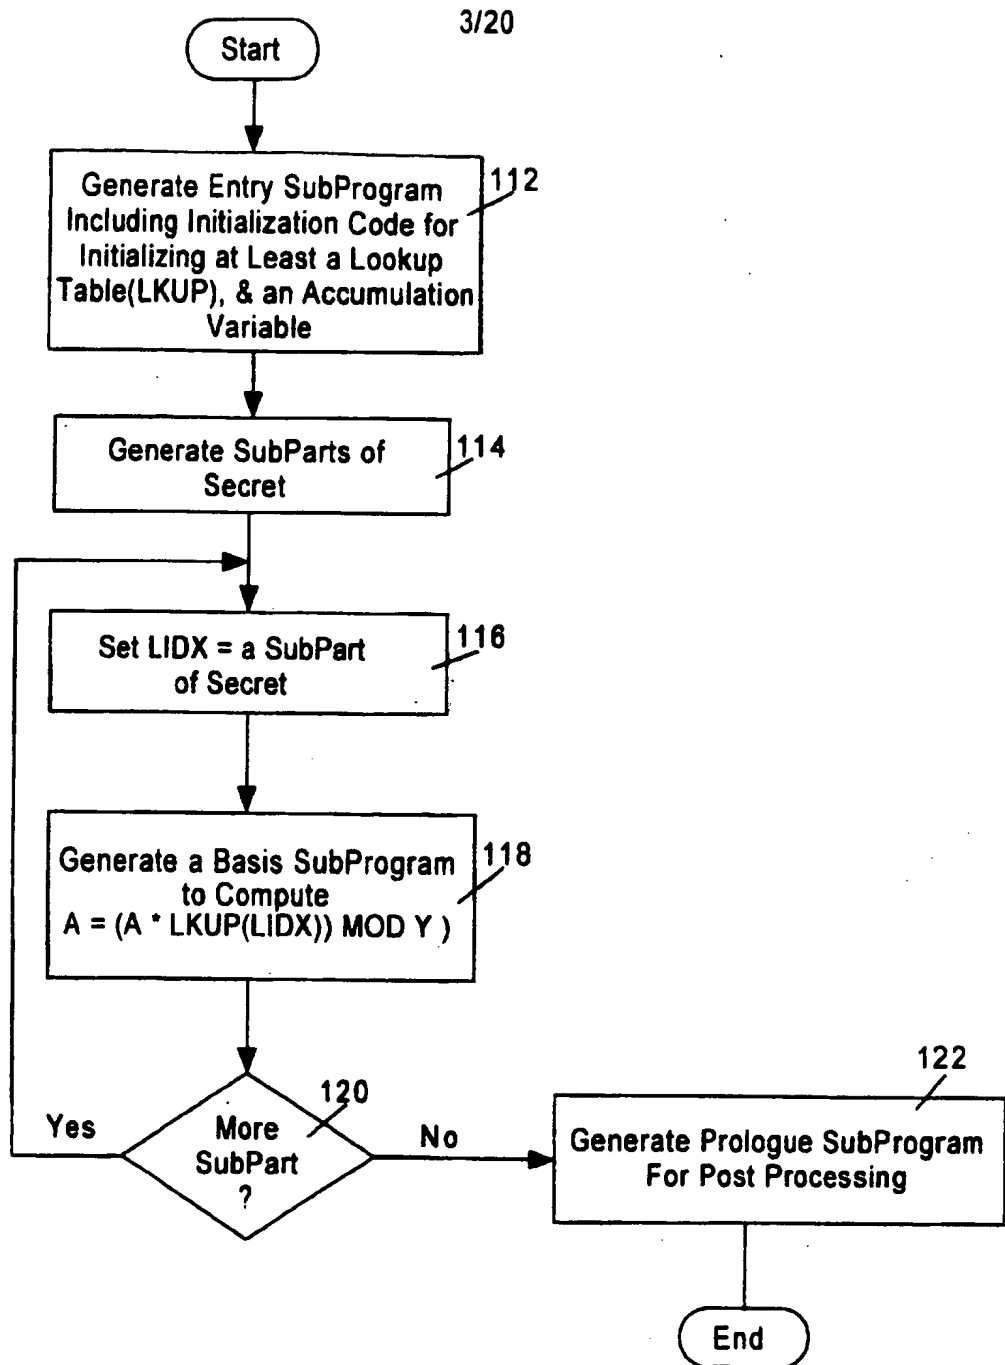 3/20
Start
Generate Entry SubProgram
Including Initialization Code for
Initializing at Least a Lookup
Table(LKUP), & an Accumulation
Variable
112
Generate SubParts of
Secret
114
Set LIDX = a SubPart
of Secret
116
Generate a Basis SubProgram
to Compute
A = (A * LKUP(LIDX)) MOD Y )
118
More
SubPart
?
120
Yes
No
122
Generate Prologue SubProgram
For Post Processing
End